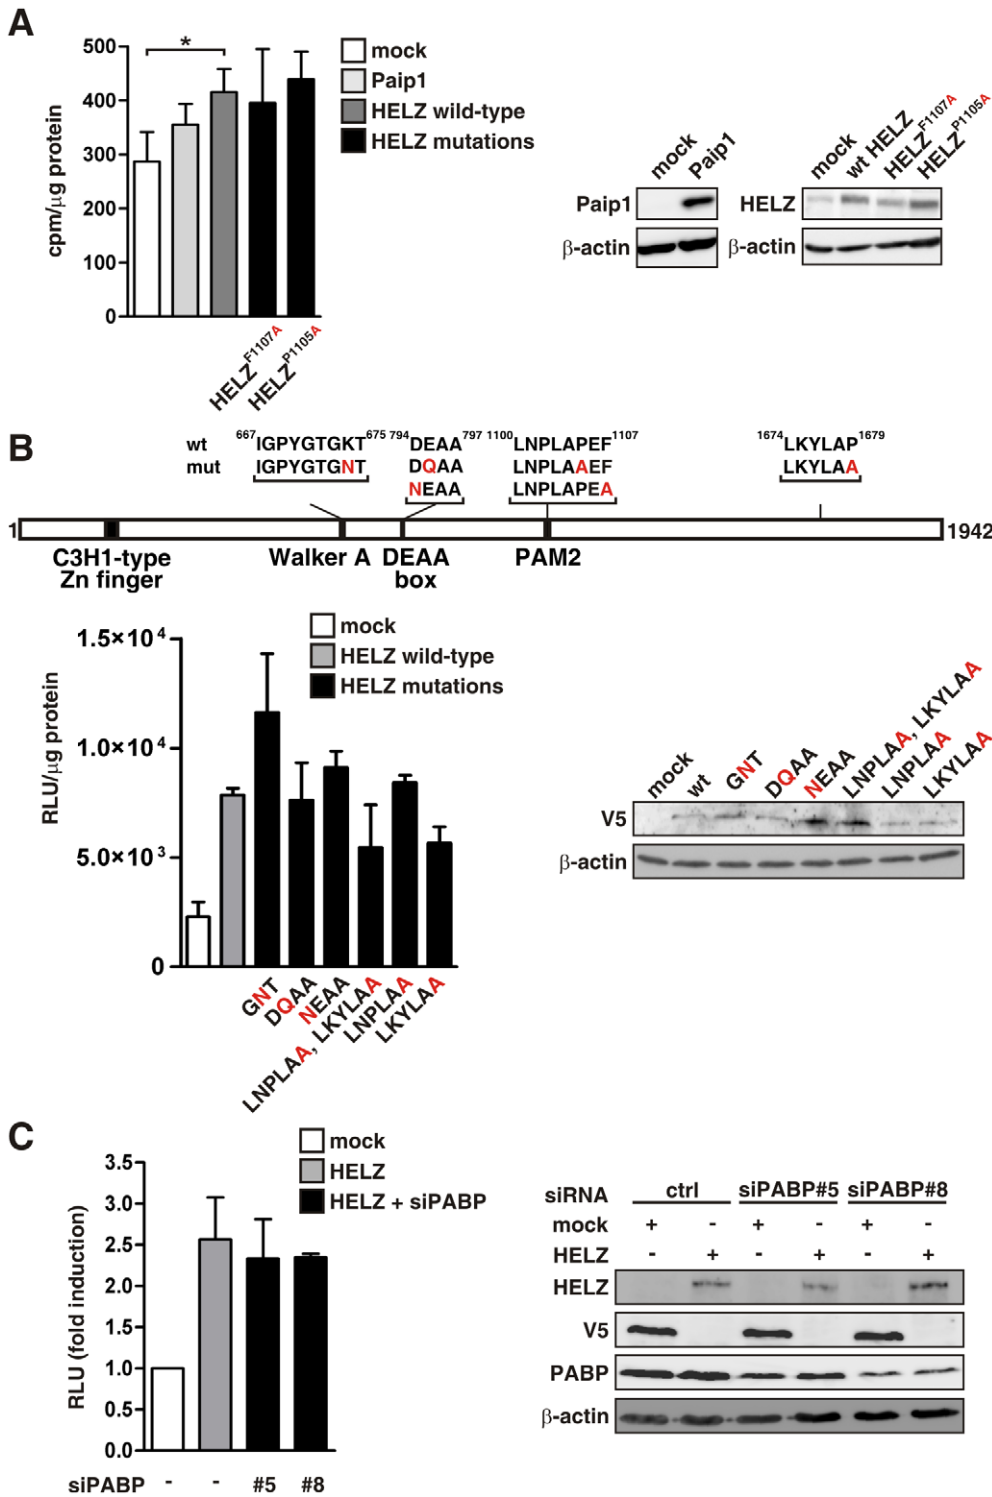 A
500
400
300
200
100
0
cpm/µg protein
*
mock
Paip1
HELZ wild-type
HELZ mutations
HELZF1107A
HELZP1105A
mock
Paip1
mock
wt HELZ
HELZF1107A
HELZP1105A
Paip1
HELZ
β-actin
β-actin
B
wt 667IGPYGTGKT675 794DEAA797 1100LNPLAPEF1107 1674LKYLAP1679
mut IGPYGTGNT DQAA LNPLAAEF LKYLAA
NEAA LNPLAPEA
1
1942
C3H1-type
Zn finger
Walker A
DEAA
box
PAM2
mock
HELZ wild-type
HELZ mutations
1.5×10 4
1.0×10 4
5.0×10 3
0
RLU/µg protein
GNT
DQAA
NEAA
LNPLAA, LKYLAA
LNPLAA
LKYLAA
mock
wt
GNT
DQAA
NEAA
LNPLAA, LKYLAA
LNPLAA
LKYLAA
V5
β-actin
C
mock
HELZ
HELZ + siPABP
3.5
3.0
2.5
2.0
1.5
1.0
0.5
0.0
RLU (fold induction)
siPABP - - #5 #8
siRNA ctrl siPABP#5 siPABP#8
mock + - + - + -
HELZ - + - + - +
HELZ
V5
PABP
β-actin